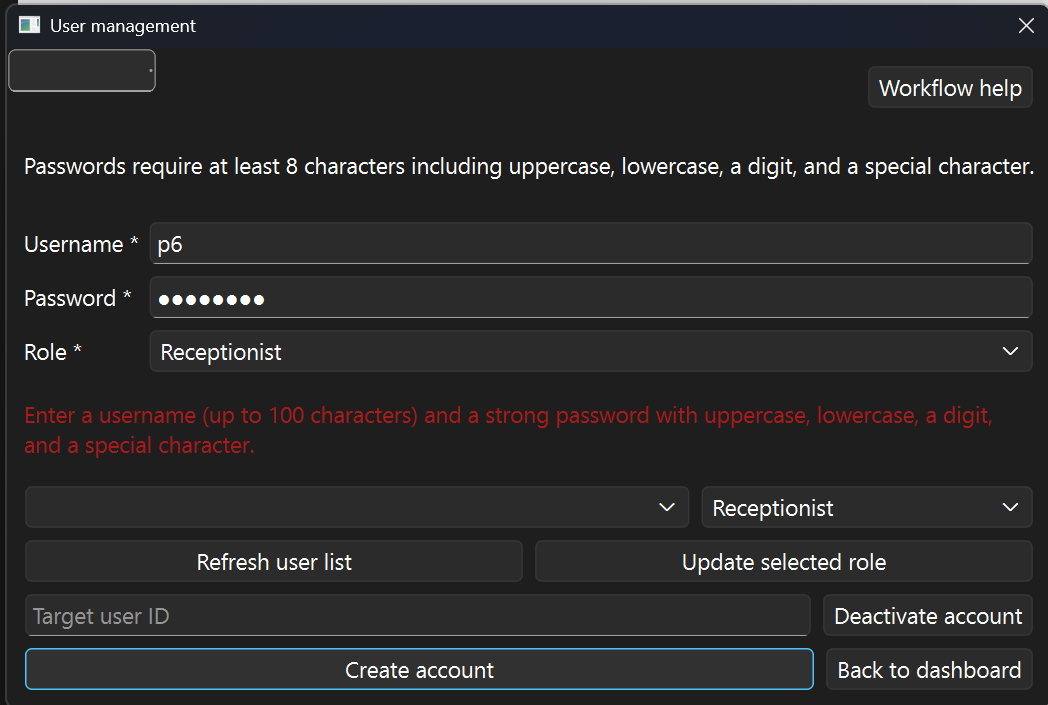 User management
Workflow help
Passwords require at least 8 characters including uppercase, lowercase, a digit, and a special character.
Username * p6
Password * ●●●●●●●●
Role * Receptionist
Enter a username (up to 100 characters) and a strong password with uppercase, lowercase, a digit,
and a special character.
Receptionist
Refresh user list Update selected role
Target user ID Deactivate account
Create account Back to dashboard